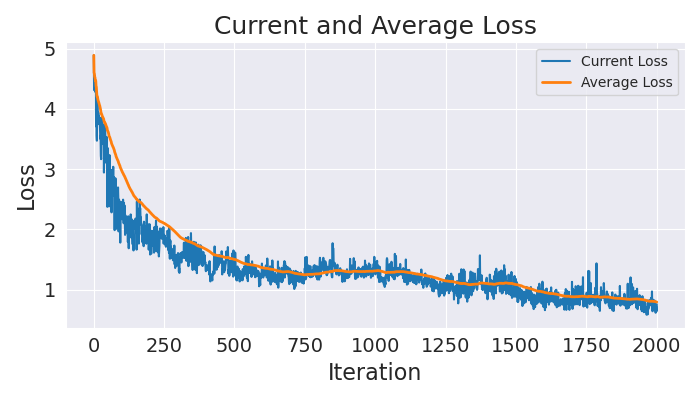 Current and Average Loss
5
4
3
2
1
Loss
Current Loss
Average Loss
0 250 500 750 1000 1250 1500 1750 2000
Iteration